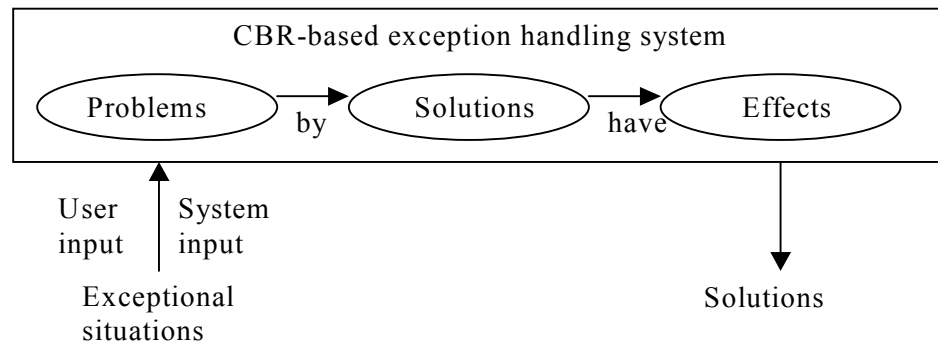 CBR-based exception handling system
Problems
by
Solutions
have
Effects
User
input
System
input
Exceptional
situations
Solutions